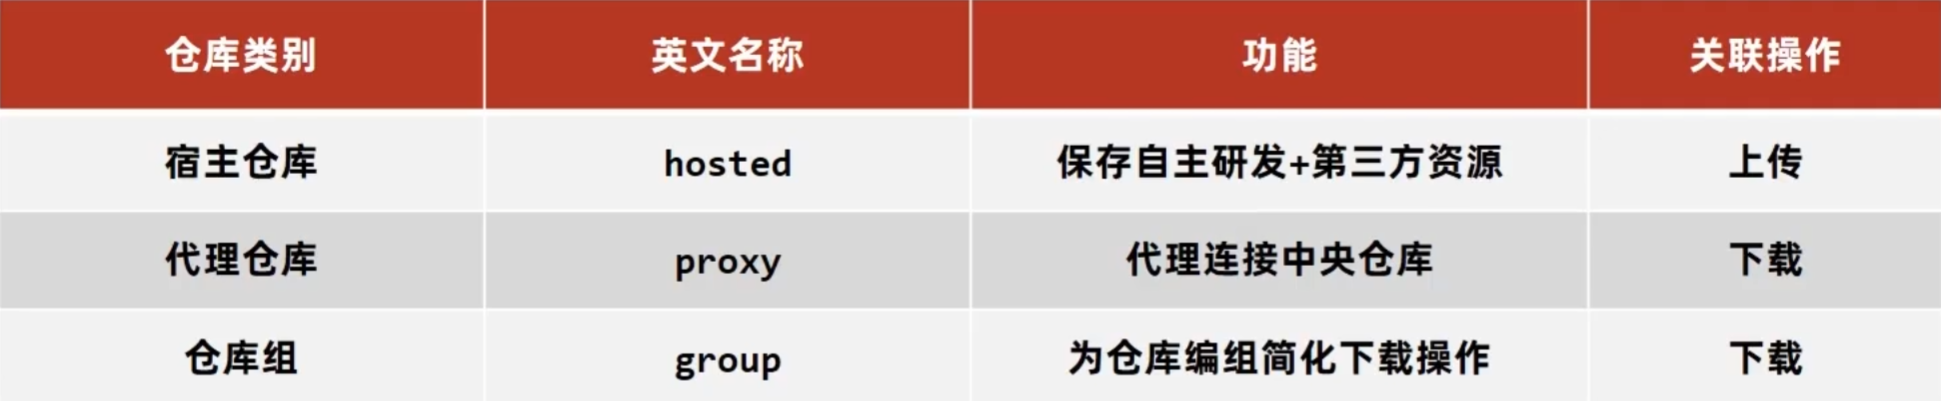 仓库类别 英文名称 功能 关联操作
宿主仓库 hosted 保存自主研发+第三方资源 上传
代理仓库 proxy 代理连接中央仓库 下载
仓库组 group 为仓库编组简化下载操作 下载